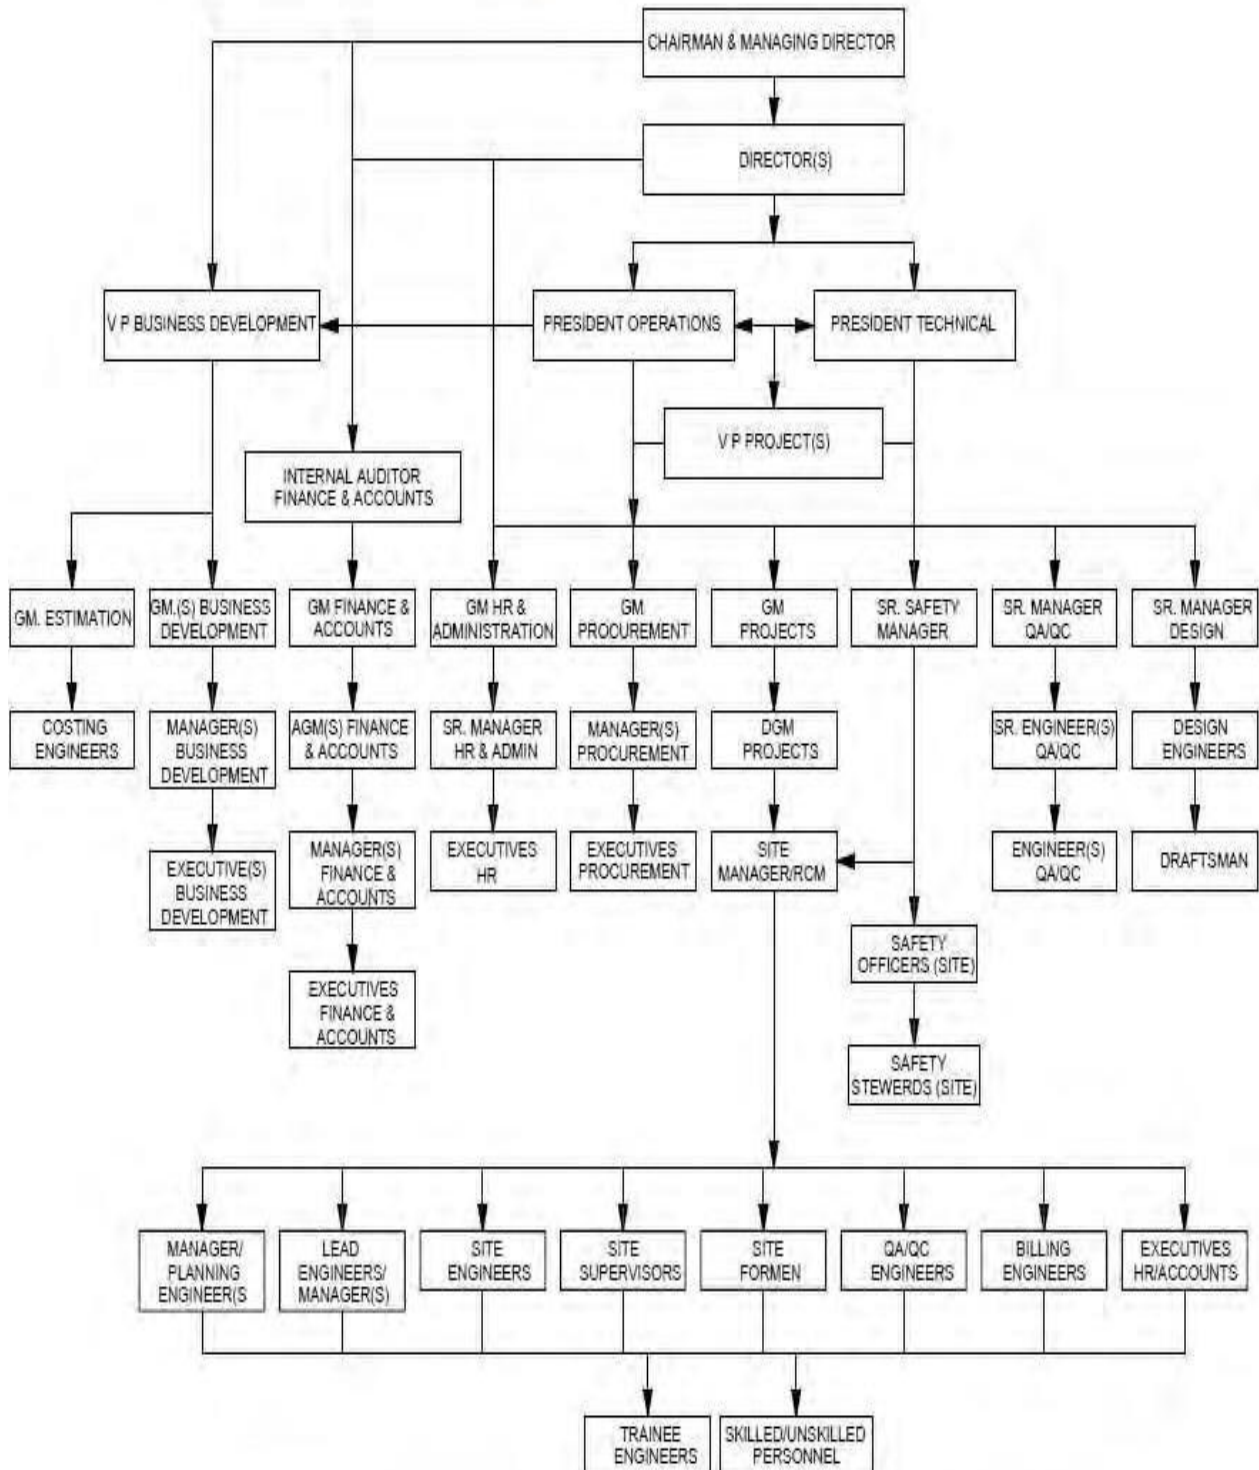 CHAIRMAN & MANAGING DIRECTOR
DIRECTOR(S)
V P BUSINESS DEVELOPMENT
PRESIDENT OPERATIONS
PRESIDENT TECHNICAL
V P PROJECT(S)
INTERNAL AUDITOR
FINANCE & ACCOUNTS
GM. ESTIMATION
GM.(S) BUSINESS
DEVELOPMENT
GM FINANCE &
ACCOUNTS
GM HR &
ADMINISTRATION
GM.
PROCUREMENT
GM
PROJECTS
SR. SAFETY
MANAGER
SR. MANAGER
QA/QC
SR. MANAGER
DESIGN
COSTING
ENGINEERS
MANAGER(S)
BUSINESS
DEVELOPMENT
AGM(S) FINANCE
& ACCOUNTS
SR. MANAGER
HR & ADMIN
MANAGER(S)
PROCUREMENT
DGM
PROJECTS
SR. ENGINEER(S)
QA/QC
DESIGN
ENGINEERS
EXECUTIVE(S)
BUSINESS
DEVELOPMENT
MANAGER(S)
FINANCE &
ACCOUNTS
EXECUTIVES
HR
EXECUTIVES
PROCUREMENT
SITE
MANAGER/RCM
ENGINEER(S)
QA/QC
DRAFTSMAN
SAFETY
OFFICERS (SITE)
EXECUTIVES
FINANCE &
ACCOUNTS
SAFETY
STEWERDS (SITE)
MANAGER/
PLANNING
ENGINEER(S
LEAD
ENGINEERS/
MANAGER(S)
SITE
ENGINEERS
SITE
SUPERVISORS
SITE
FORMEN
QA/QC
ENGINEERS
BILLING
ENGINEERS
EXECUTIVES
HR/ACCOUNTS
TRAINEE
ENGINEERS
SKILLED/UNSKILLED
PERSONNEL